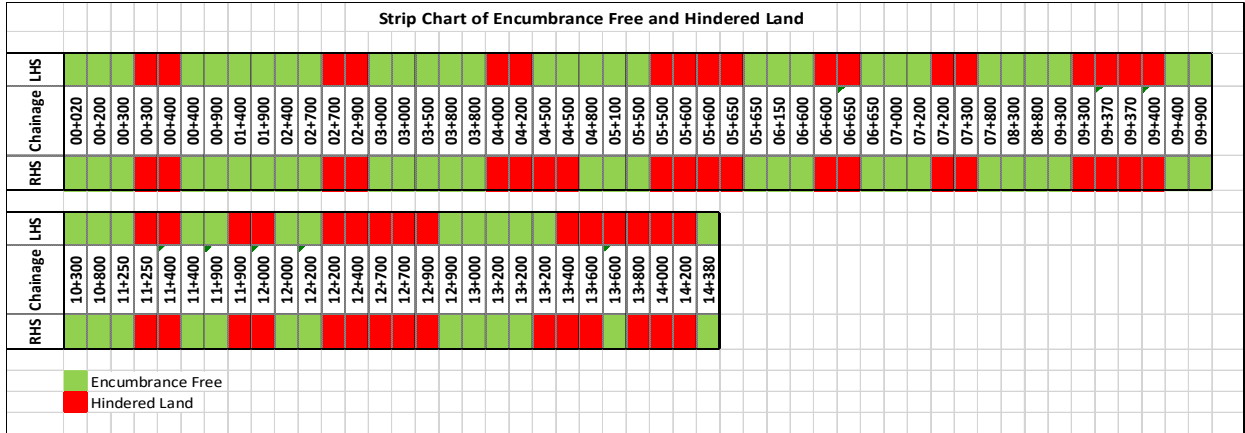 Strip Chart of Encumbrance Free and Hindered Land
LHS
Chainage 00+020 00+200 00+300 00+300 00+400 00+400 00+900 01+400 01+900 02+400 02+700 02+700 02+900 03+000 03+000 03+500 03+800 03+800 04+000 04+200 04+500 04+500 04+800 05+100 05+500 05+500 05+600 05+600 05+650 05+650 06+150 06+600 06+600 06+650 06+650 07+000 07+200 07+200 07+300 07+800 08+300 08+800 09+300 09+300 09+370 09+370 09+400 09+400 09+900
RHS
LHS
Chainage 10+300 10+800 11+250 11+250 11+400 11+400 11+900 11+900 12+000 12+000 12+200 12+200 12+400 12+700 12+700 12+900 12+900 13+000 13+200 13+200 13+200 13+400 13+600 13+600 13+800 14+000 14+200 14+380
RHS
Encumbrance Free
Hindered Land